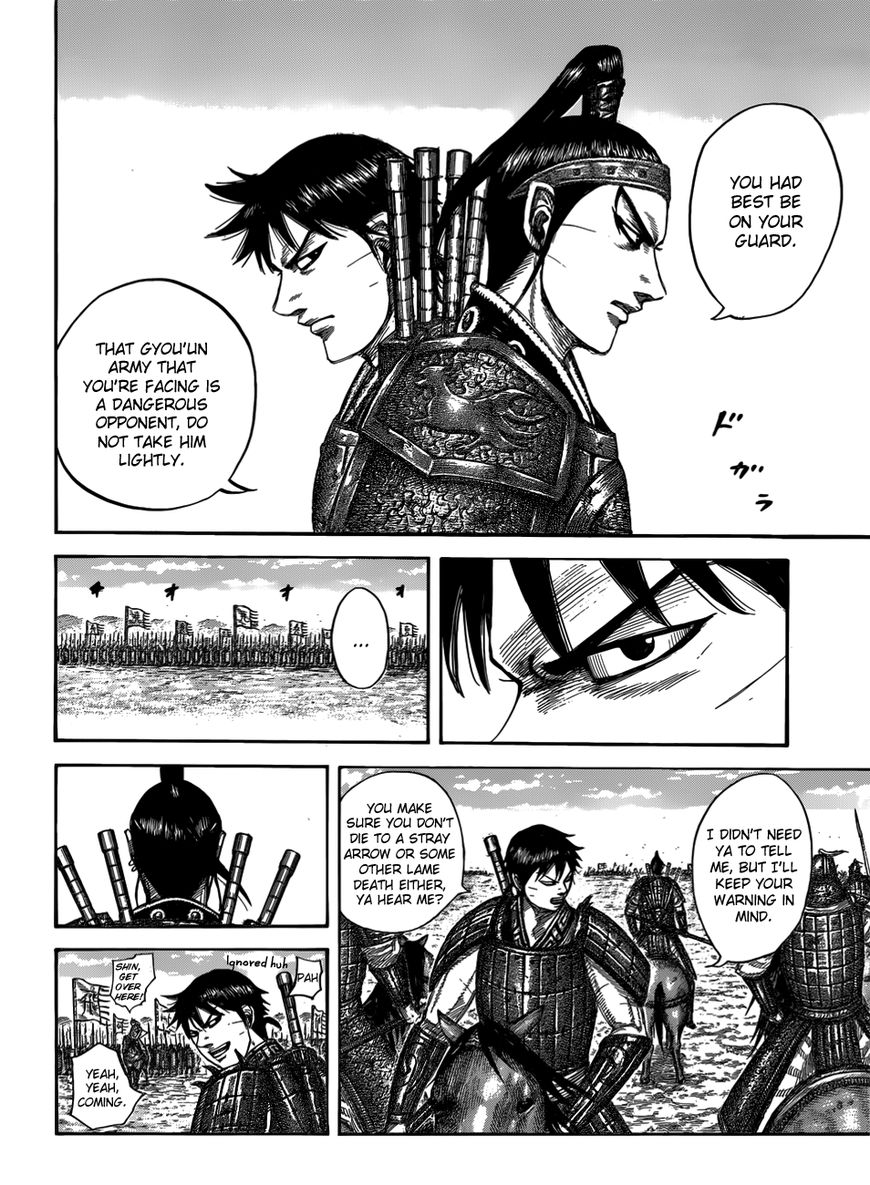 YOU HAD
BEST BE
ON YOUR
GUARD.
THAT GYOU'UN
ARMY THAT
YOU'RE FACING IS
A DANGEROUS
OPPONENT, DO
NOT TAKE HIM
LIGHTLY.
ド
ガ
ラ
...
オ
オ
I DIDN'T NEED
YA TO TELL
ME, BUT I'LL
KEEP YOUR
WARNING IN
MIND.
YOU MAKE
SURE YOU DON'T
DIE TO A STRAY
ARROW OR SOME
OTHER LAME
DEATH EITHER,
YA HEAR ME?
PAH
Ignored huh
SHIN,
GET
OVER
HERE!
YEAH,
YEAH,
COMING.